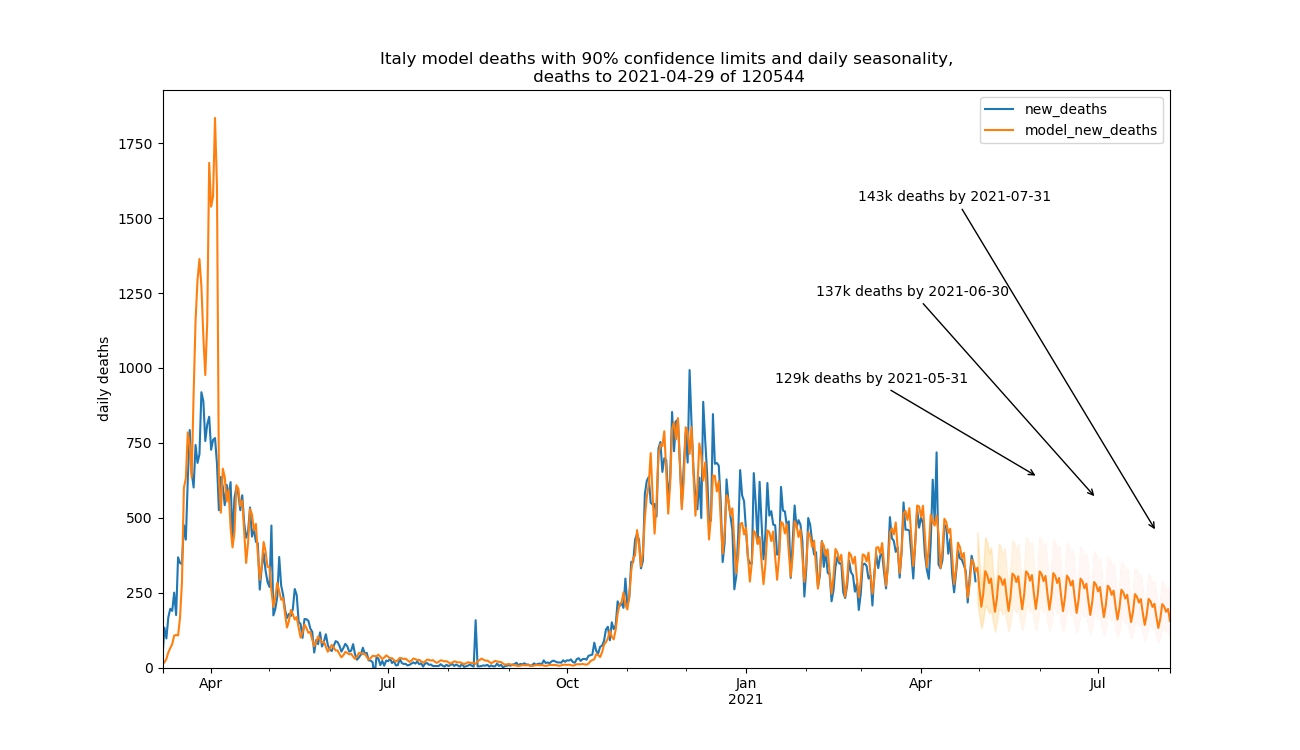 Italy model deaths with 90% confidence limits and daily seasonality,
deaths to 2021-04-29 of 120544
new_deaths
model_new_deaths
143k deaths by 2021-07-31
137k deaths by 2021-06-30
129k deaths by 2021-05-31
daily deaths
1750
1500
1250
1000
750
500
250
0
Apr
Jul
Oct
Jan
2021
Apr
Jul